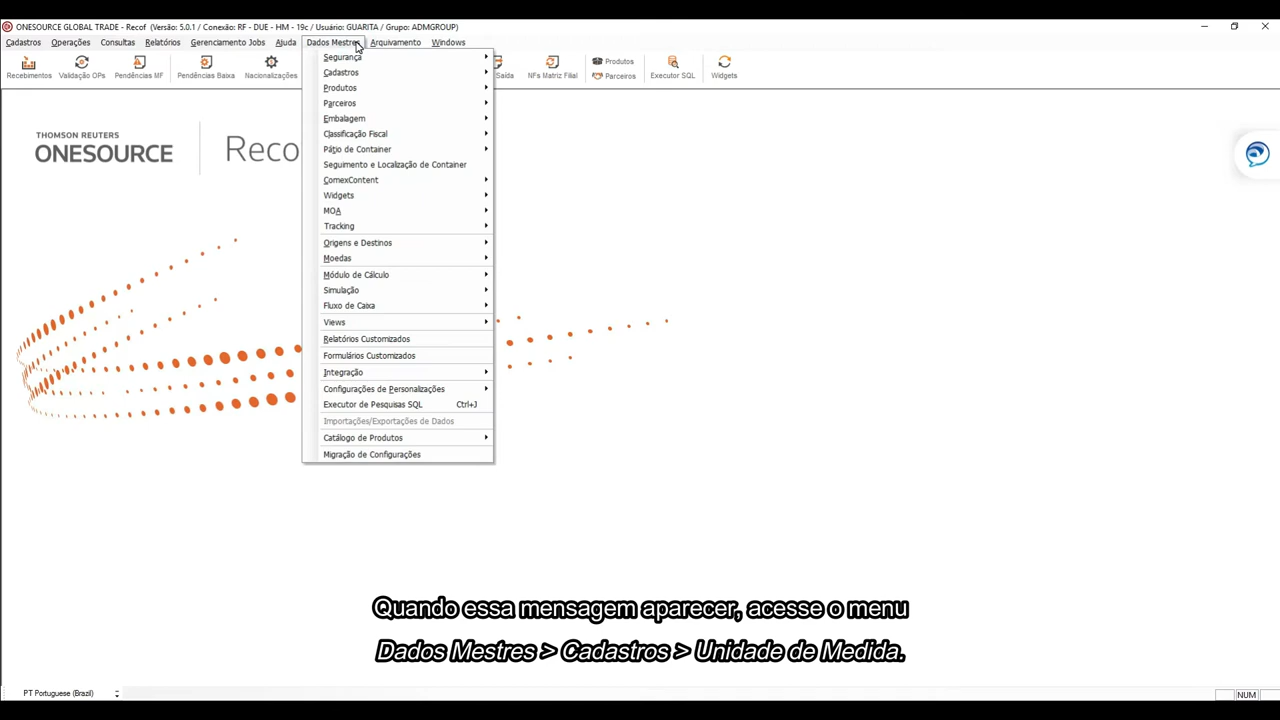 ONESOURCE GLOBAL TRADE - Recof (Versão: 5.0.1 / Conexão: RF - DUE - HM - 19c / Usuário: GUARITA / Grupo: ADMGROUP)
Cadastros Operações Consultas Relatórios Gerenciamento Jobs Ajuda Dados Mestres Arquivamento Windows
Recebimentos Validação OPs Pendências MF Pendências Baixa Nacionalizações Saída NFs Matriz Filial Produtos Parceiros Executor SQL Widgets
Segurança
Cadastros
Produtos
Parceiros
Embalagem
Classificação Fiscal
Pátio de Container
Seguimento e Localização de Container
ComexContent
Widgets
MOA
Tracking
Origens e Destinos
Moedas
Módulo de Cálculo
Simulação
Fluxo de Caixa
Views
Relatórios Customizados
Formulários Customizados
Integração
Configurações de Personalizações
Executor de Pesquisas SQL Ctrl+J
Importações/Exportações de Dados
Catálogo de Produtos
Migração de Configurações
THOMSON REUTERS
ONESOURCE
Reco
Quando essa mensagem aparecer, acesse o menu
Dados Mestres > Cadastros > Unidade de Medida.
PT Portuguese (Brazil) NUM